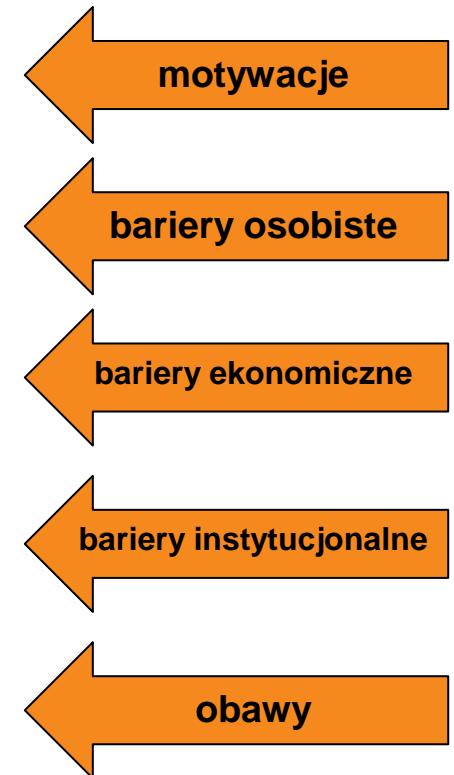 motywacje
bariery osobiste
bariery ekonomiczne
bariery instytucjonalne
obawy